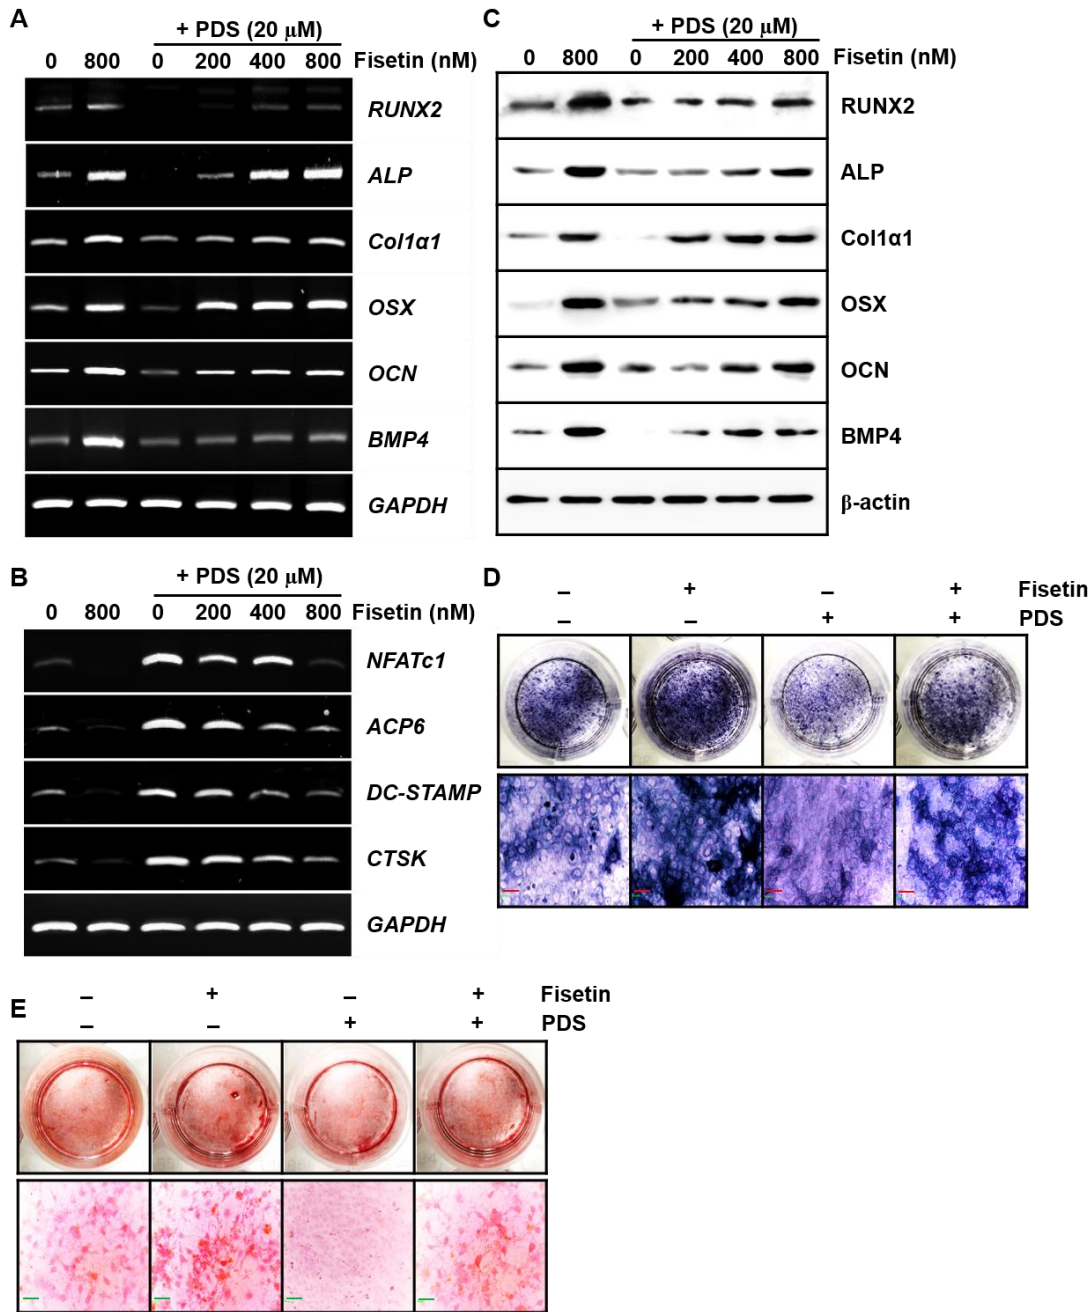 A
+ PDS (20 μM)
0 800 0 200 400 800 Fisetin (nM)
RUNX2
ALP
Col1α1
OSX
OCN
BMP4
GAPDH
C
+ PDS (20 μM)
0 800 0 200 400 800 Fisetin (nM)
RUNX2
ALP
Col1α1
OSX
OCN
BMP4
β-actin
B
+ PDS (20 μM)
0 800 0 200 400 800 Fisetin (nM)
NFATc1
ACP6
DC-STAMP
CTSK
GAPDH
D
– + – + Fisetin
– – + + PDS
E
– + – + Fisetin
– – + + PDS